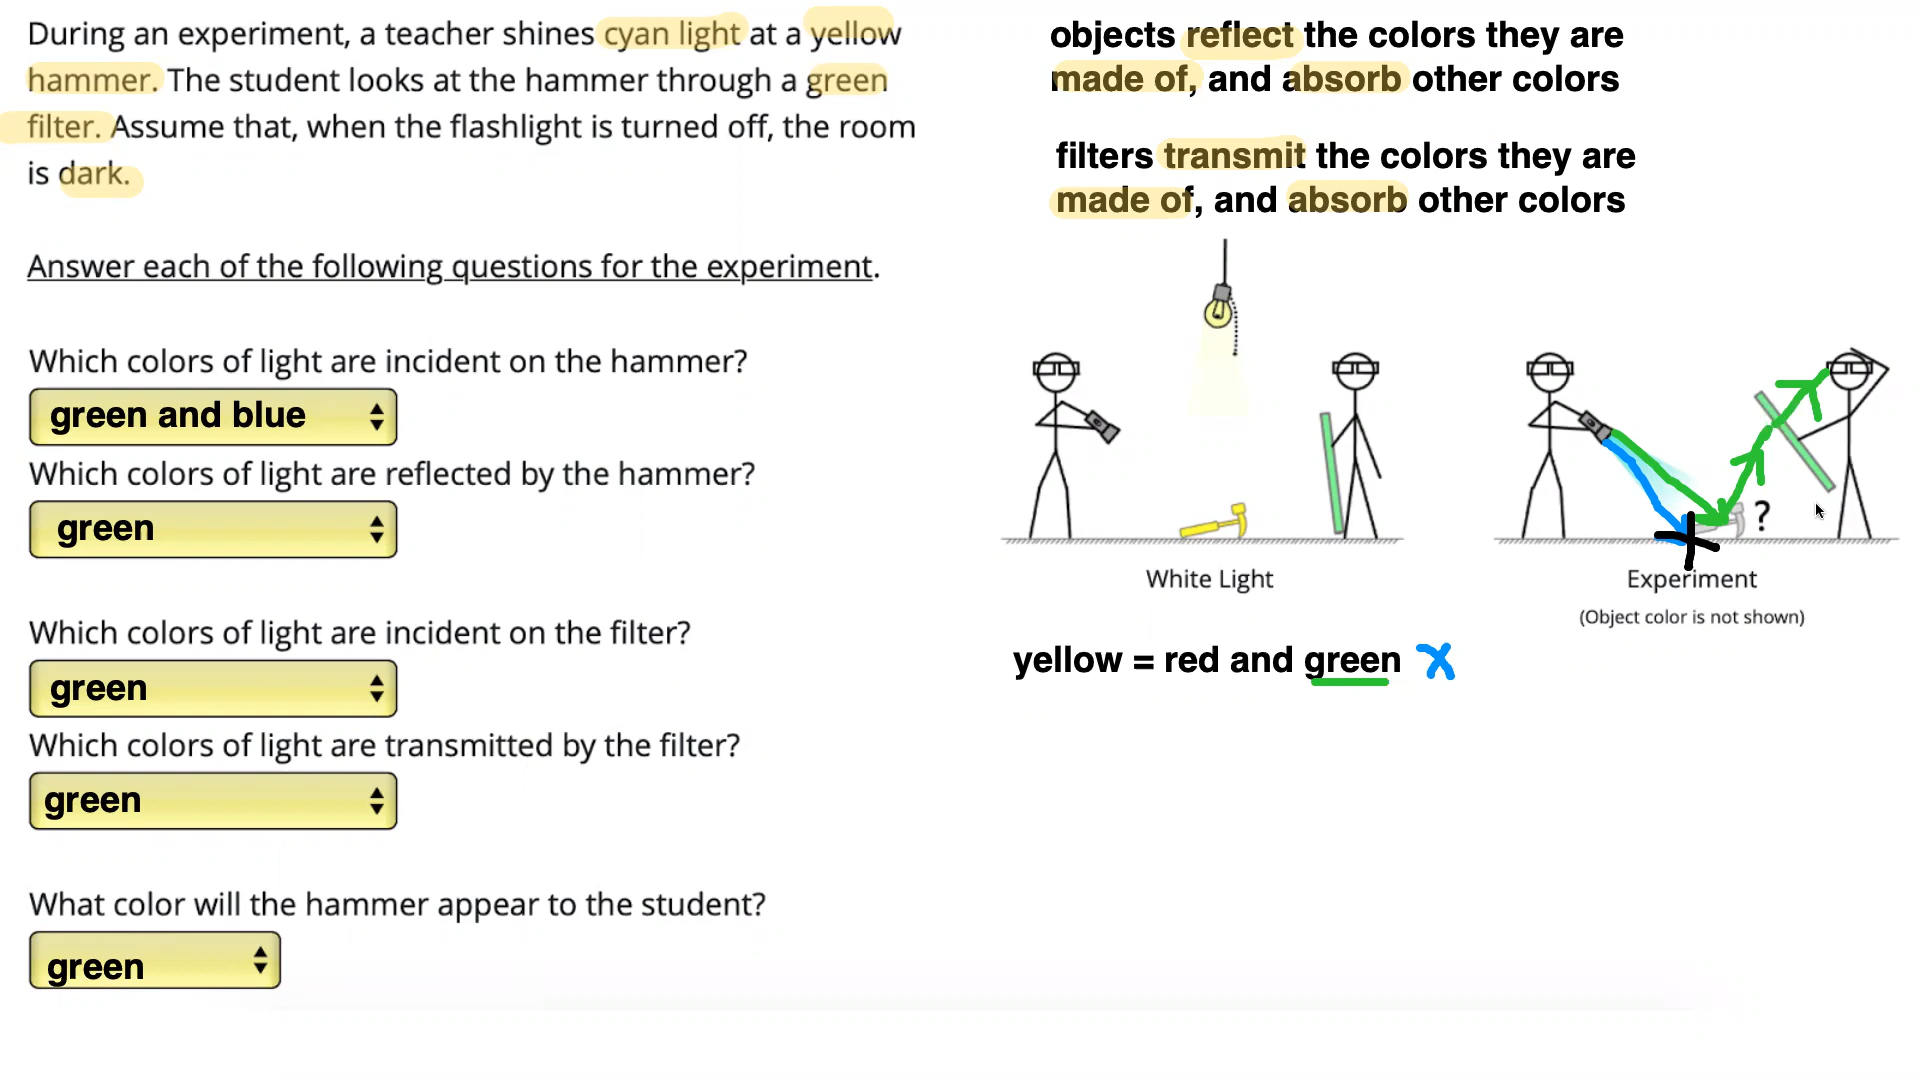 During an experiment, a teacher shines cyan light at a yellow
hammer. The student looks at the hammer through a green
filter. Assume that, when the flashlight is turned off, the room
is dark.
Answer each of the following questions for the experiment.
Which colors of light are incident on the hammer?
green and blue
Which colors of light are reflected by the hammer?
green
Which colors of light are incident on the filter?
green
Which colors of light are transmitted by the filter?
green
What color will the hammer appear to the student?
green
objects reflect the colors they are
made of, and absorb other colors
filters transmit the colors they are
made of, and absorb other colors
?
White Light
Experiment
(Object color is not shown)
yellow = red and green X